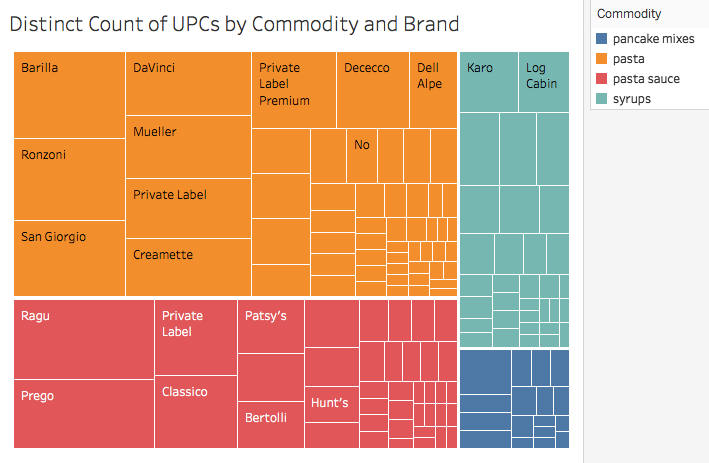 Distinct Count of UPCs by Commodity and Brand
Commodity
pancake mixes
pasta
pasta sauce
syrups
Barilla
DaVinci
Private
Label
Premium
Dececco
Dell
Alpe
Karo
Log
Cabin
Mueller
No
Ronzoni
Private Label
San Giorgio
Creamette
Ragu
Private
Label
Patsy's
Prego
Classico
Hunt's
Bertolli